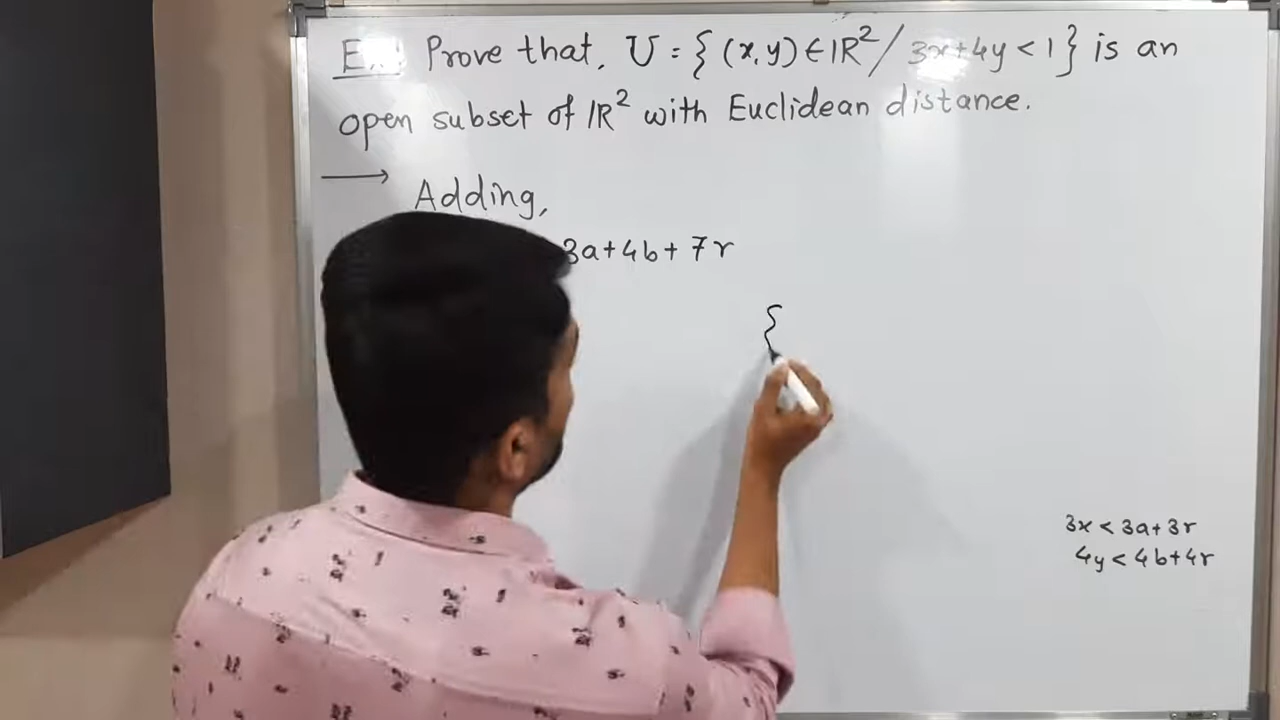 Ex: Prove that, U = { (x,y) ∈ ℝ² / 3x+4y < 1 } is an
open subset of ℝ² with Euclidean distance.
→ Adding,
3a+4b+7r
{
3x < 3a+3r
4y < 4b+4r